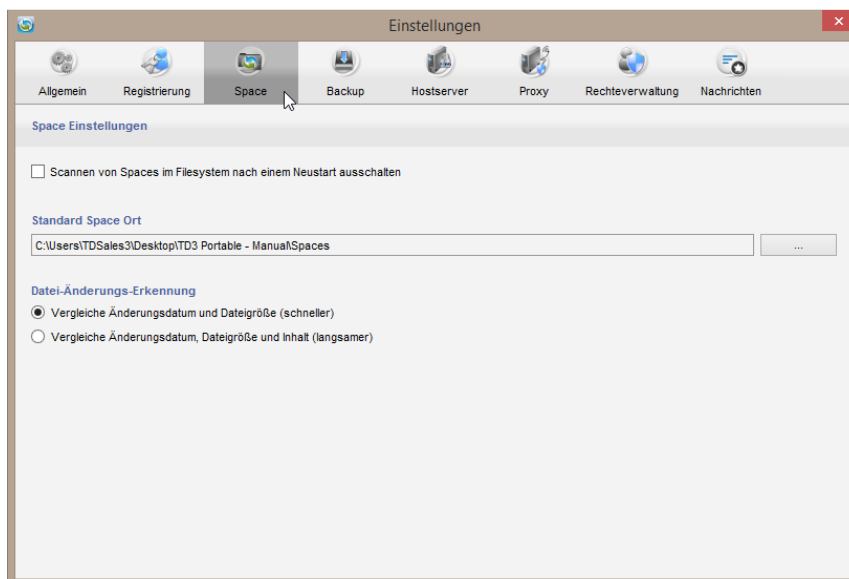 Einstellungen
Allgemein Registrierung Space Backup Hostserver Proxy Rechteverwaltung Nachrichten
Space Einstellungen
Scannen von Spaces im Filesystem nach einem Neustart ausschalten
Standard Space Ort
C:\Users\TDSales3\Desktop\TD3 Portable - Manual\Spaces ...
Datei-Änderungs-Erkennung
Vergleiche Änderungsdatum und Dateigröße (schneller)
Vergleiche Änderungsdatum, Dateigröße und Inhalt (langsamer)